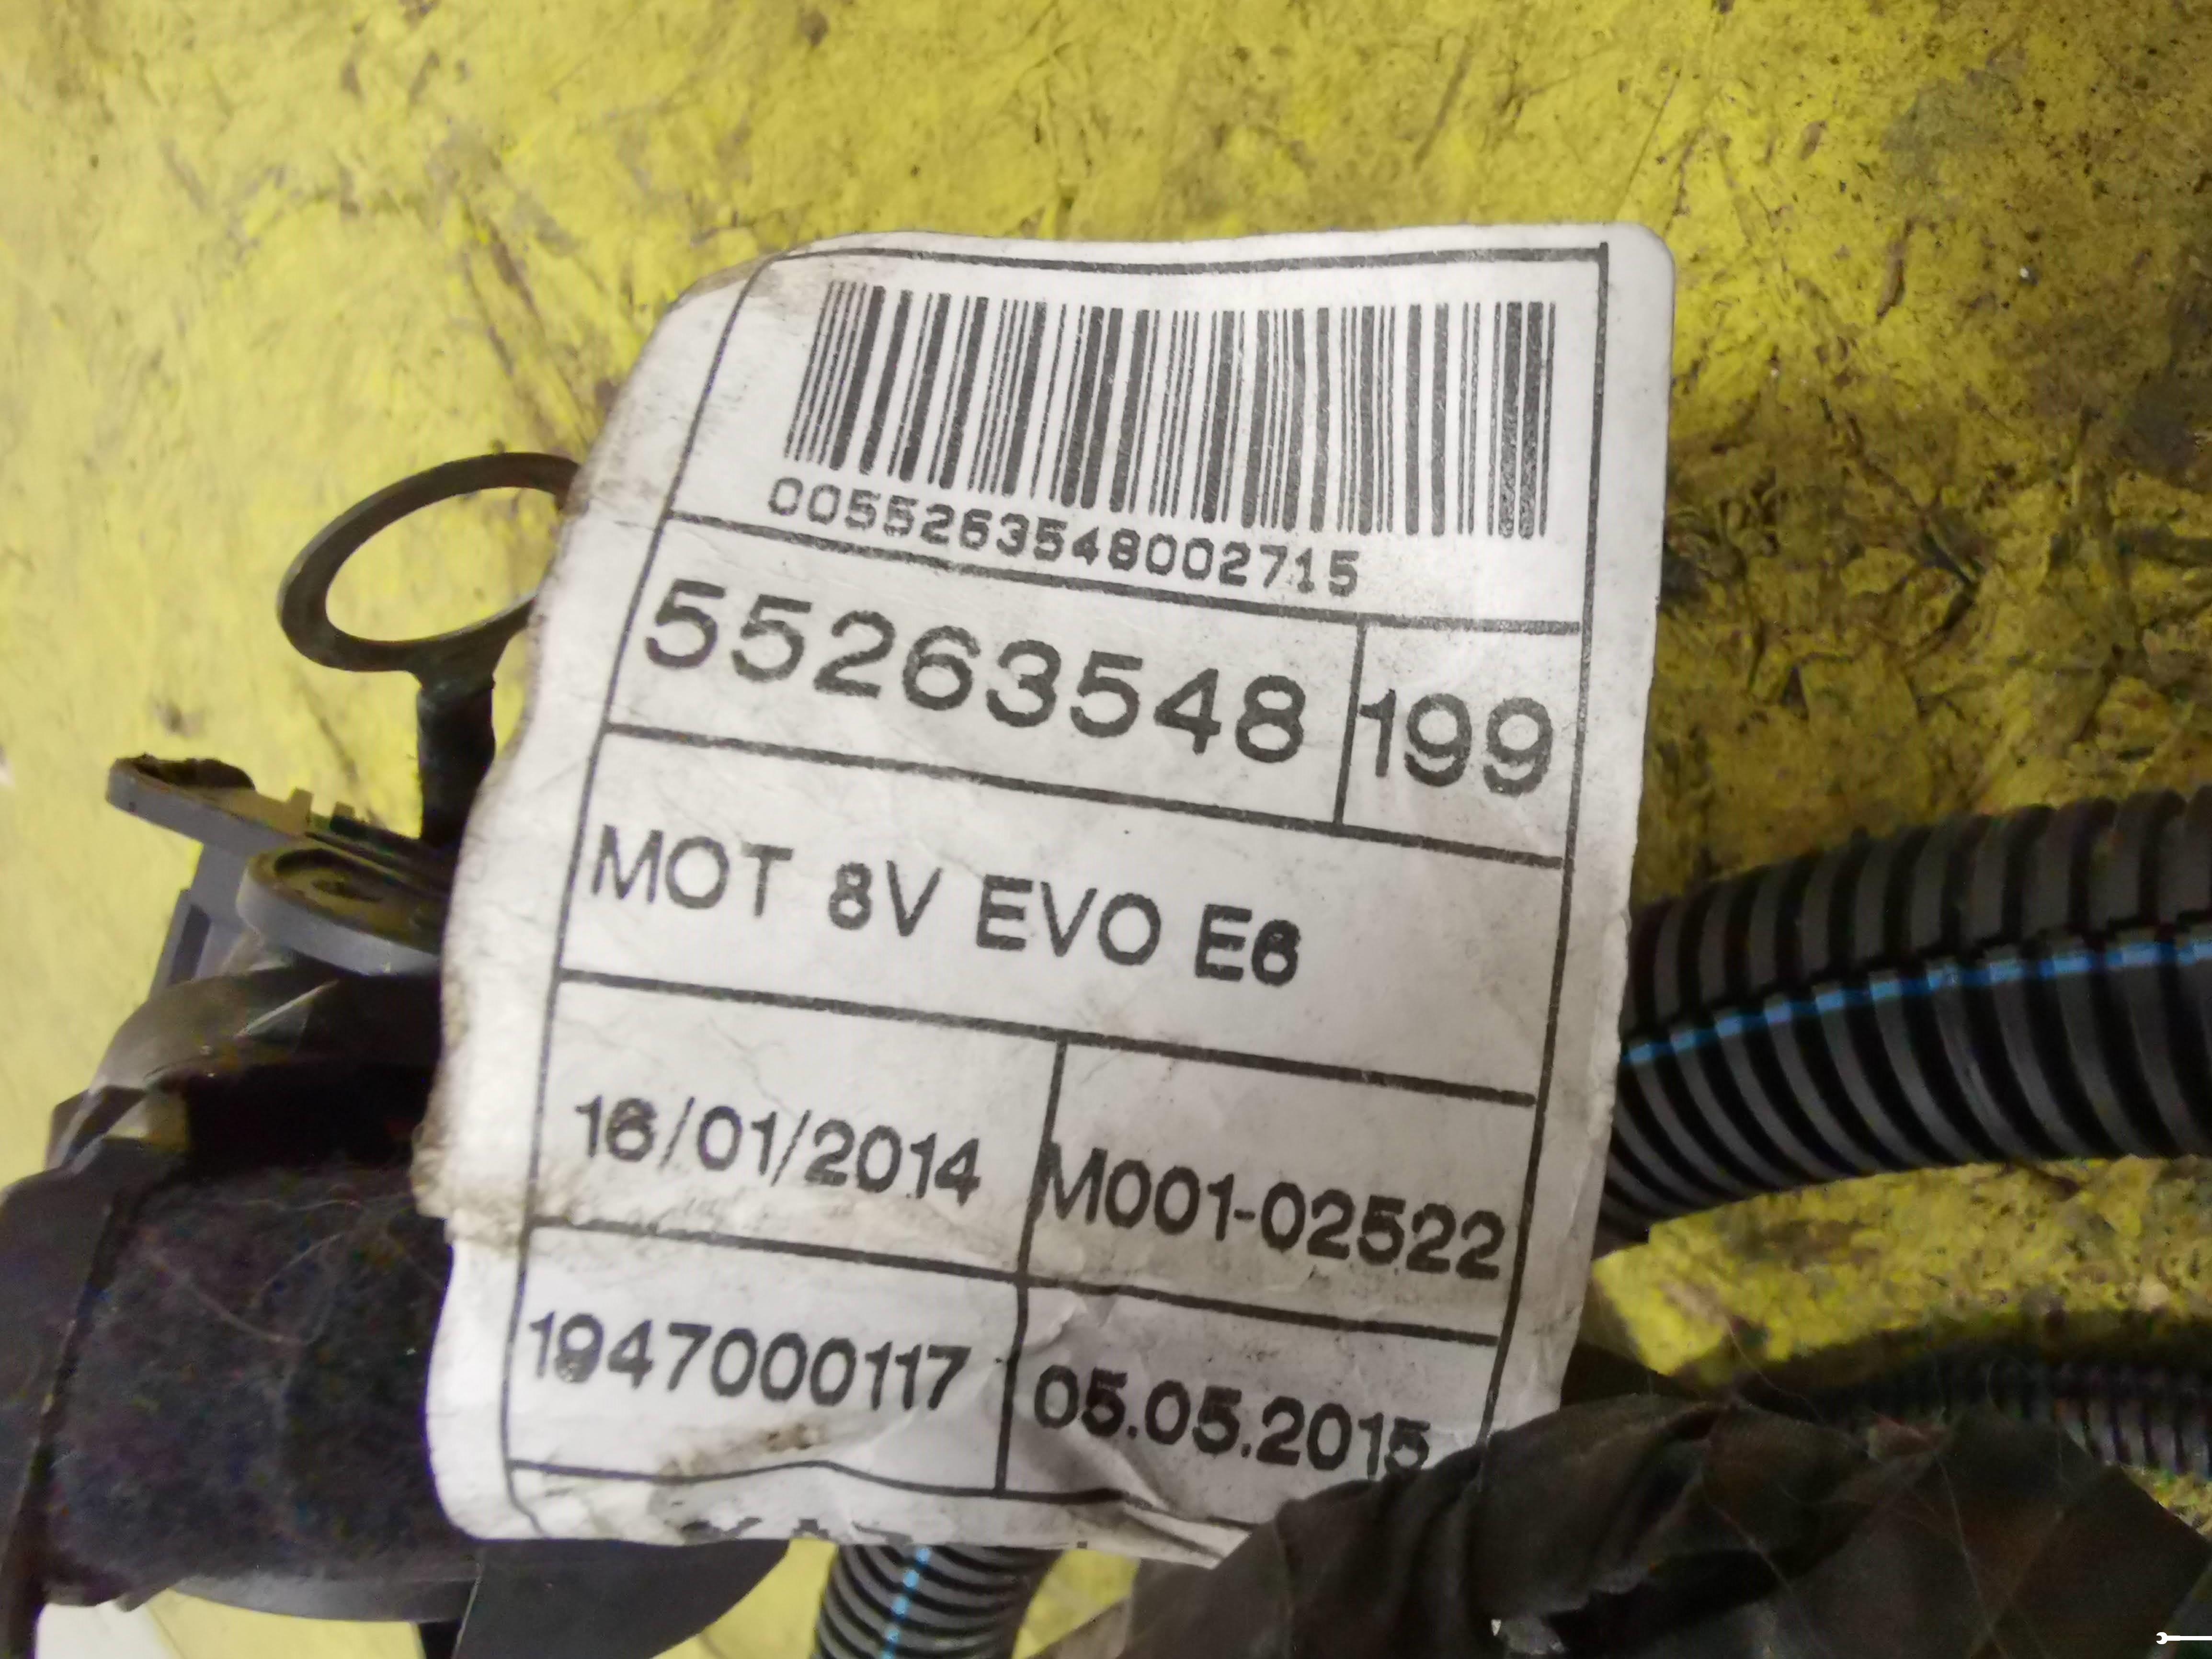 0055263548002715
55263548 199
MOT 8V EVO E6
16/01/2014 M001-02522
1947000117 05.05.2015